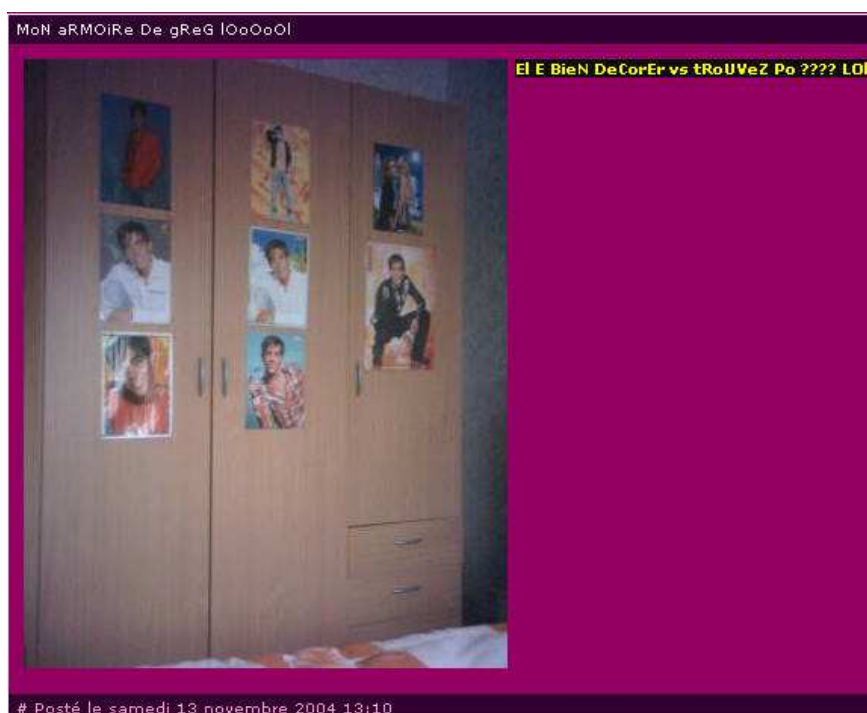 MoN aRMOiRe De gReG lOoOoOl
El E BieN DeCorEr vs tRoUVeZ Po ???? LOl
# Posté le samedi 13 novembre 2004 13:10